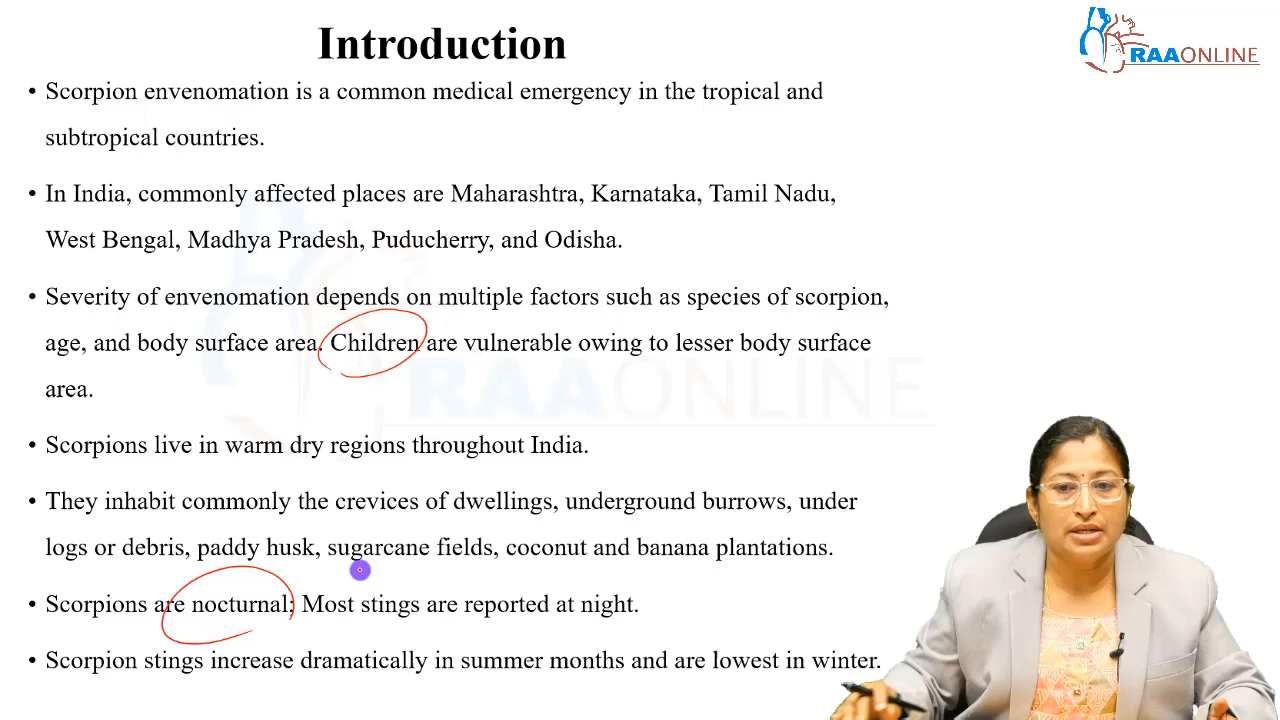 Introduction
RAAONLINE
• Scorpion envenomation is a common medical emergency in the tropical and
subtropical countries.
• In India, commonly affected places are Maharashtra, Karnataka, Tamil Nadu,
West Bengal, Madhya Pradesh, Puducherry, and Odisha.
• Severity of envenomation depends on multiple factors such as species of scorpion,
age, and body surface area. Children are vulnerable owing to lesser body surface
area.
RAAONLINE
• Scorpions live in warm dry regions throughout India.
• They inhabit commonly the crevices of dwellings, underground burrows, under
logs or debris, paddy husk, sugarcane fields, coconut and banana plantations.
• Scorpions are nocturnal: Most stings are reported at night.
• Scorpion stings increase dramatically in summer months and are lowest in winter.